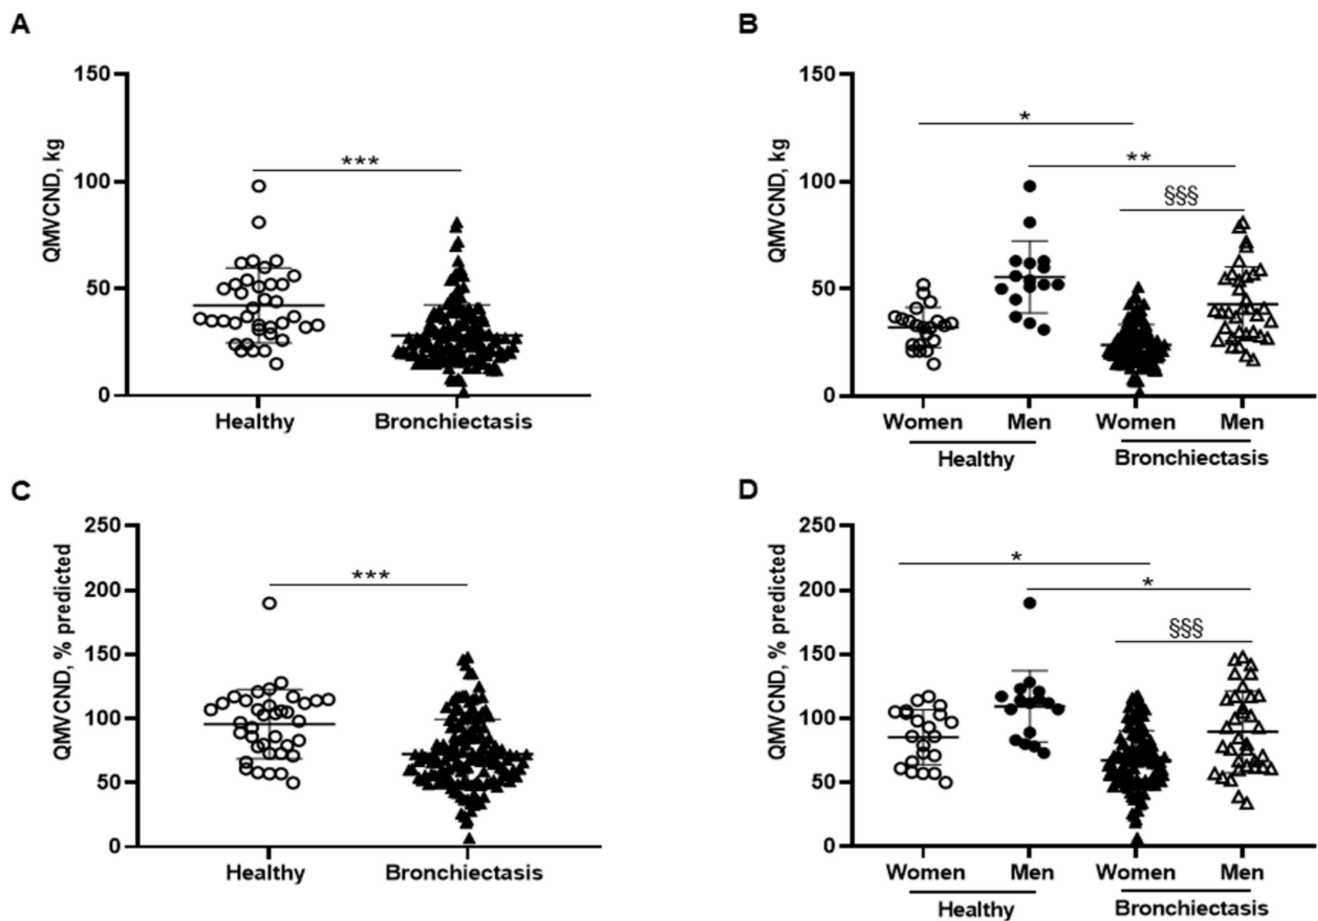 A
QMVCND, kg
150
100
50
0
***
Healthy Bronchiectasis
B
QMVCND, kg
150
100
50
0
*
**
§§§
Women Men Women Men
Healthy Bronchiectasis
C
QMVCND, % predicted
250
200
150
100
50
0
***
Healthy Bronchiectasis
D
QMVCND, % predicted
250
200
150
100
50
0
*
*
§§§
Women Men Women Men
Healthy Bronchiectasis